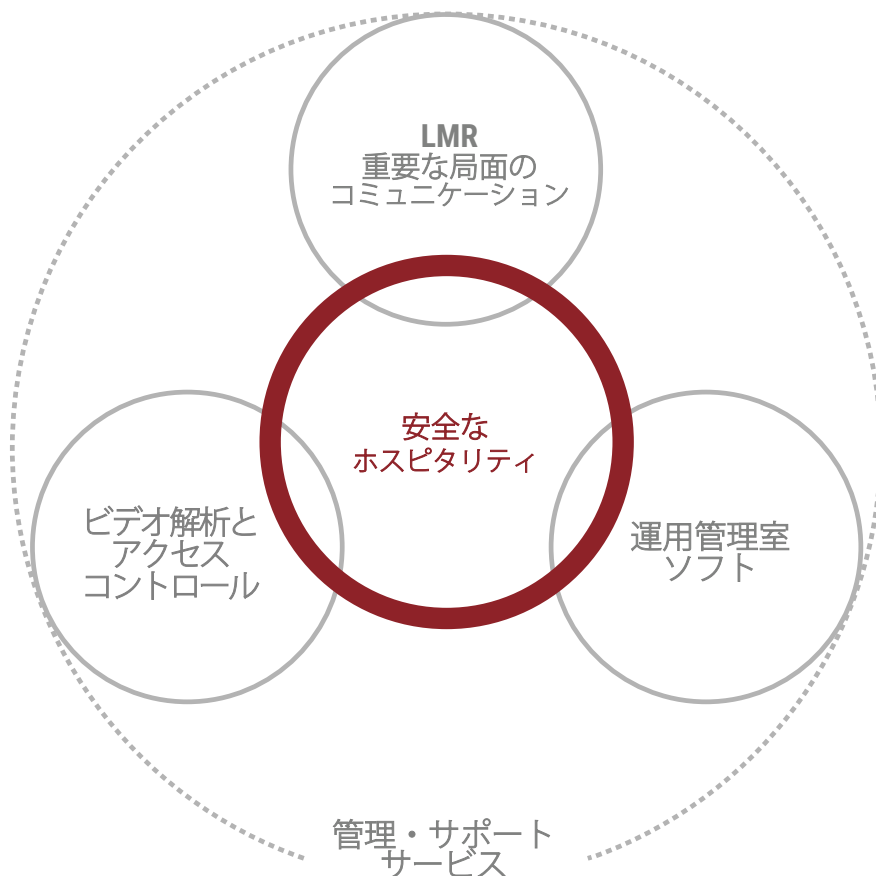 LMR
重要な局面の
コミュニケーション
安全な
ホスピタリティ
ビデオ解析と
アクセス
コントロール
運用管理室
ソフト
管理・サポート
サービス